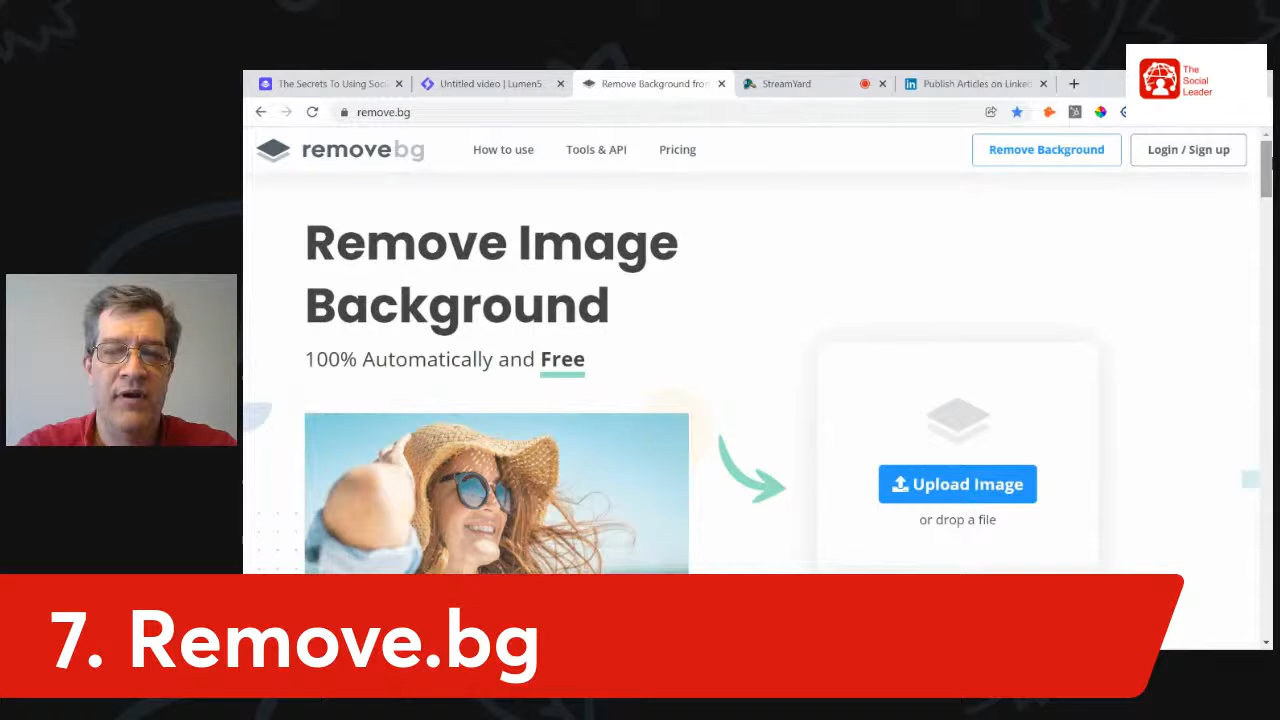 The Secrets To Using Soc
Untitled video | Lumen5
Remove Background from
StreamYard
Publish Articles on Linked
The
Social
Leader
remove.bg
removebg
How to use
Tools & API
Pricing
Remove Background
Login / Sign up
Remove Image
Background
100% Automatically and Free
Upload Image
or drop a file
7. Remove.bg